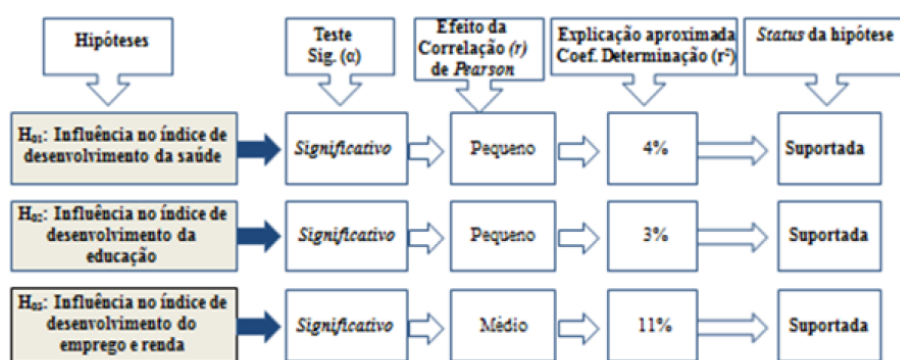 Hipóteses
Teste
Sig. (α)
Efeito da
Correlação (r)
de Pearson
Explicação aproximada
Coef. Determinação (r²)
Status da hipótese
H₀₁: Influência no índice de
desenvolvimento da saúde
Significativo
Pequeno
4%
Suportada
H₀₂: Influência no índice de
desenvolvimento da
educação
Significativo
Pequeno
3%
Suportada
H₀₃: Influência no índice de
desenvolvimento do
emprego e renda
Significativo
Médio
11%
Suportada